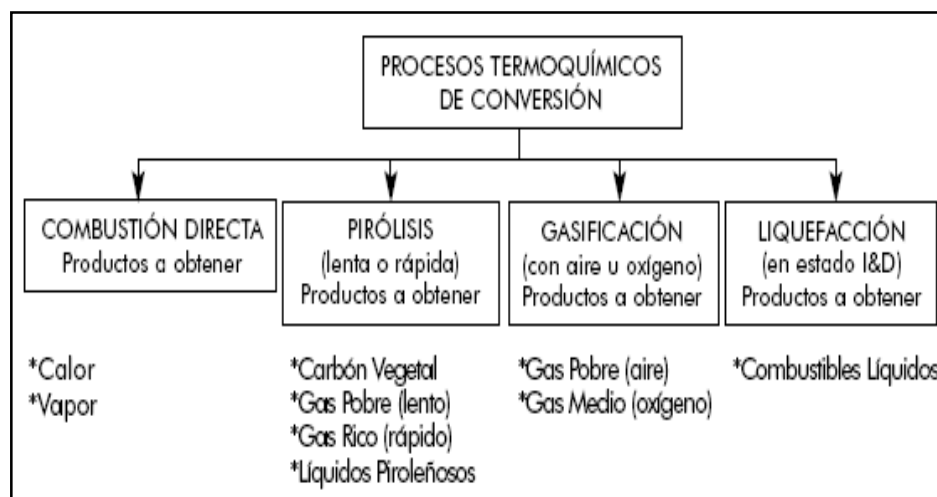 PROCESOS TERMOQUÍMICOS
DE CONVERSIÓN
COMBUSTIÓN DIRECTA
Productos a obtener
*Calor
*Vapor
PIRÓLISIS
(lenta o rápida)
Productos a obtener
*Carbón Vegetal
*Gas Pobre (lento)
*Gas Rico (rápido)
*Líquidos Piroleñosos
GASIFICACIÓN
(con aire u oxígeno)
Productos a obtener
*Gas Pobre (aire)
*Gas Medio (oxígeno)
LIQUEFACCIÓN
(en estado I&D)
Productos a obtener
*Combustibles Líquidos